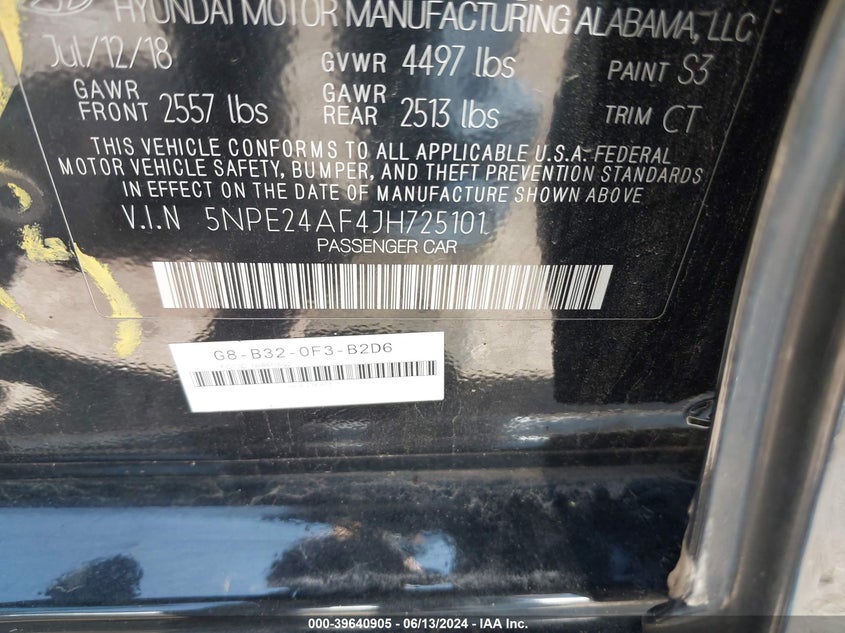 HYUNDAI MOTOR MANUFACTURING ALABAMA, LLC
Jul/12/18 GVWR 4497 lbs PAINT S3
GAWR FRONT 2557 lbs GAWR REAR 2513 lbs TRIM CT
THIS VEHICLE CONFORMS TO ALL APPLICABLE U.S.A. FEDERAL
MOTOR VEHICLE SAFETY, BUMPER, AND THEFT PREVENTION STANDARDS
IN EFFECT ON THE DATE OF MANUFACTURE SHOWN ABOVE
V.I.N 5NPE24AF4JH725101
PASSENGER CAR
G8-B32-0F3-B2D6
000-39640905 - 06/13/2024 - IAA Inc.